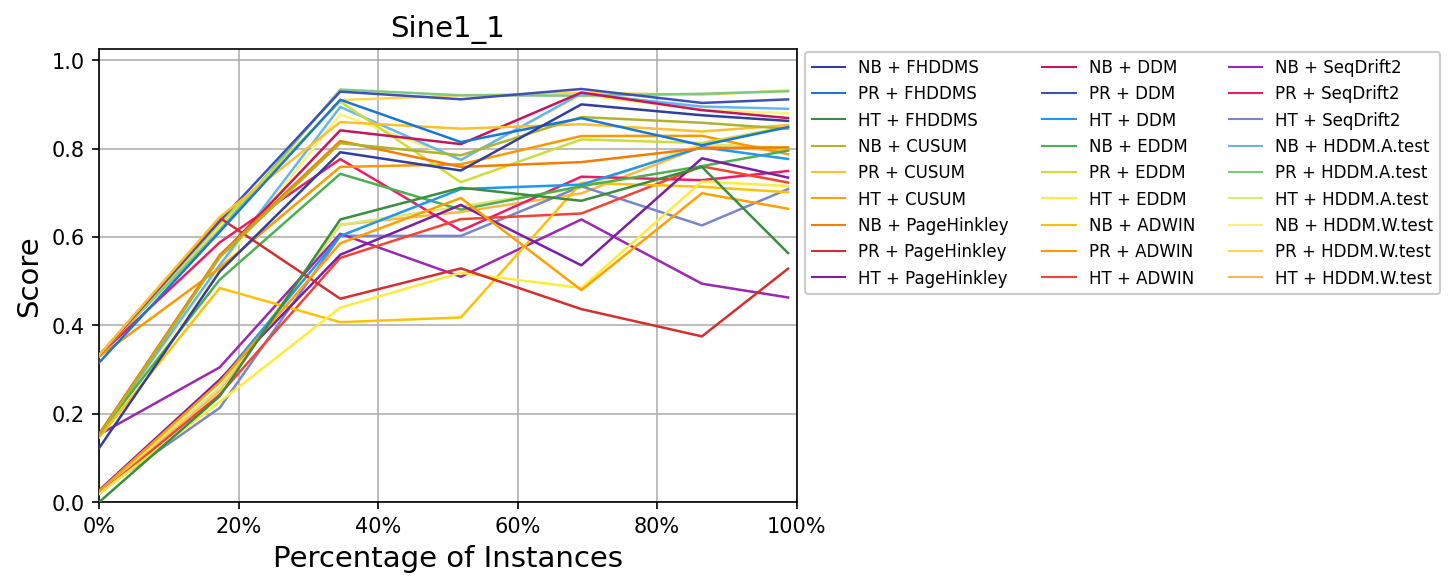 Sine1_1
1.0
0.8
0.6
0.4
0.2
0.0
Score
0% 20% 40% 60% 80% 100%
Percentage of Instances
NB + FHDDMS
PR + FHDDMS
HT + FHDDMS
NB + CUSUM
PR + CUSUM
HT + CUSUM
NB + PageHinkley
PR + PageHinkley
HT + PageHinkley
NB + DDM
PR + DDM
HT + DDM
NB + EDDM
PR + EDDM
HT + EDDM
NB + ADWIN
PR + ADWIN
HT + ADWIN
NB + SeqDrift2
PR + SeqDrift2
HT + SeqDrift2
NB + HDDM.A.test
PR + HDDM.A.test
HT + HDDM.A.test
NB + HDDM.W.test
PR + HDDM.W.test
HT + HDDM.W.test